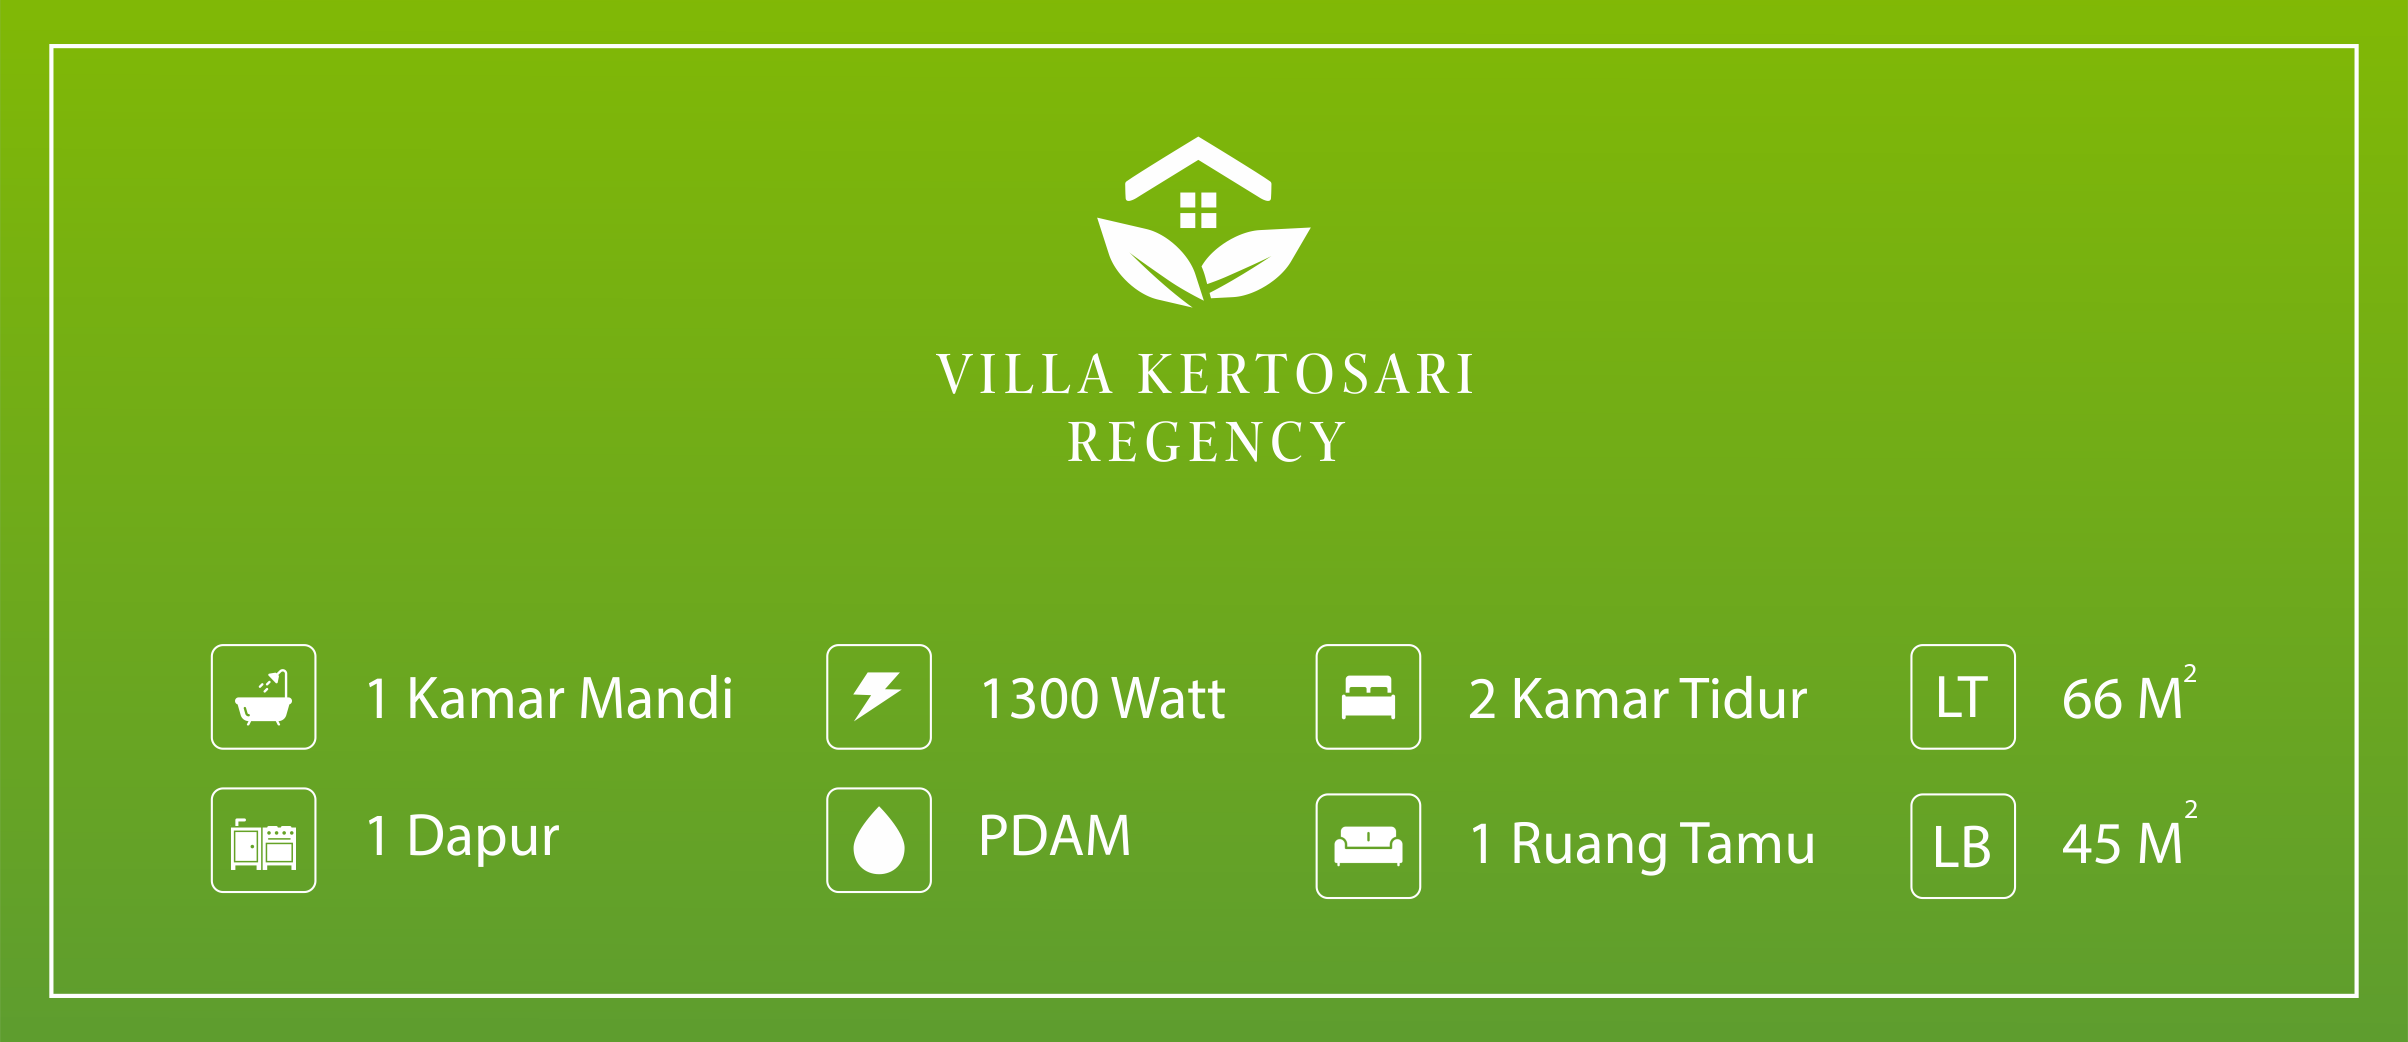 VILLA KERTOSARI
REGENCY
1 Kamar Mandi
1300 Watt
2 Kamar Tidur
LT
66 M²
1 Dapur
PDAM
1 Ruang Tamu
LB
45 M²